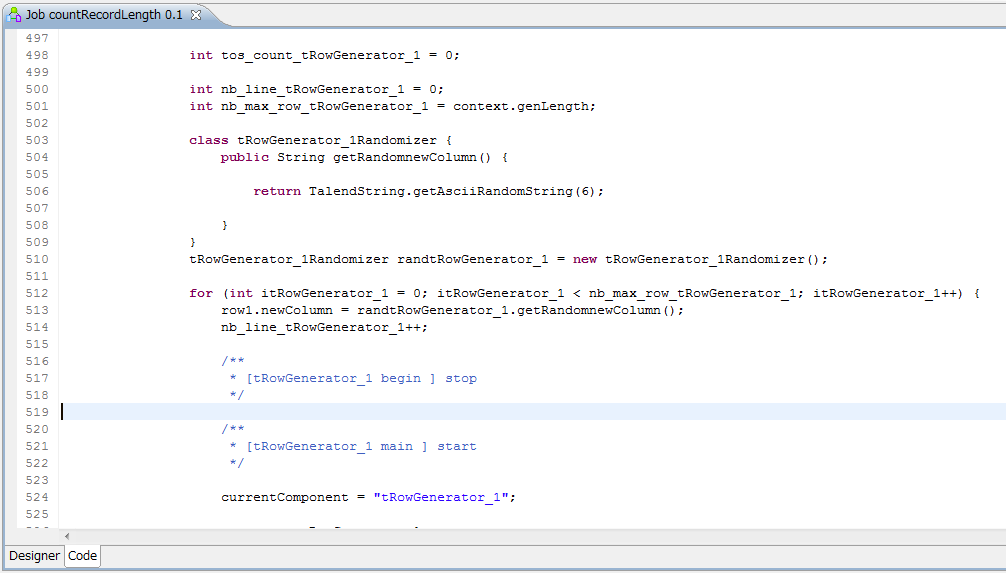 Job countRecordLength 0.1
497
498 int tos_count_tRowGenerator_1 = 0;
499
500 int nb_line_tRowGenerator_1 = 0;
501 int nb_max_row_tRowGenerator_1 = context.genLength;
502
503 class tRowGenerator_1Randomizer {
504 public String getRandomnewColumn() {
505
506 return TalendString.getAsciiRandomString(6);
507
508 }
509 }
510 tRowGenerator_1Randomizer randtRowGenerator_1 = new tRowGenerator_1Randomizer();
511
512 for (int itRowGenerator_1 = 0; itRowGenerator_1 < nb_max_row_tRowGenerator_1; itRowGenerator_1++) {
513 row1.newColumn = randtRowGenerator_1.getRandomnewColumn();
514 nb_line_tRowGenerator_1++;
515
516 /**
517 * [tRowGenerator_1 begin ] stop
518 */
519
520 /**
521 * [tRowGenerator_1 main ] start
522 */
523
524 currentComponent = "tRowGenerator_1";
525
Designer Code